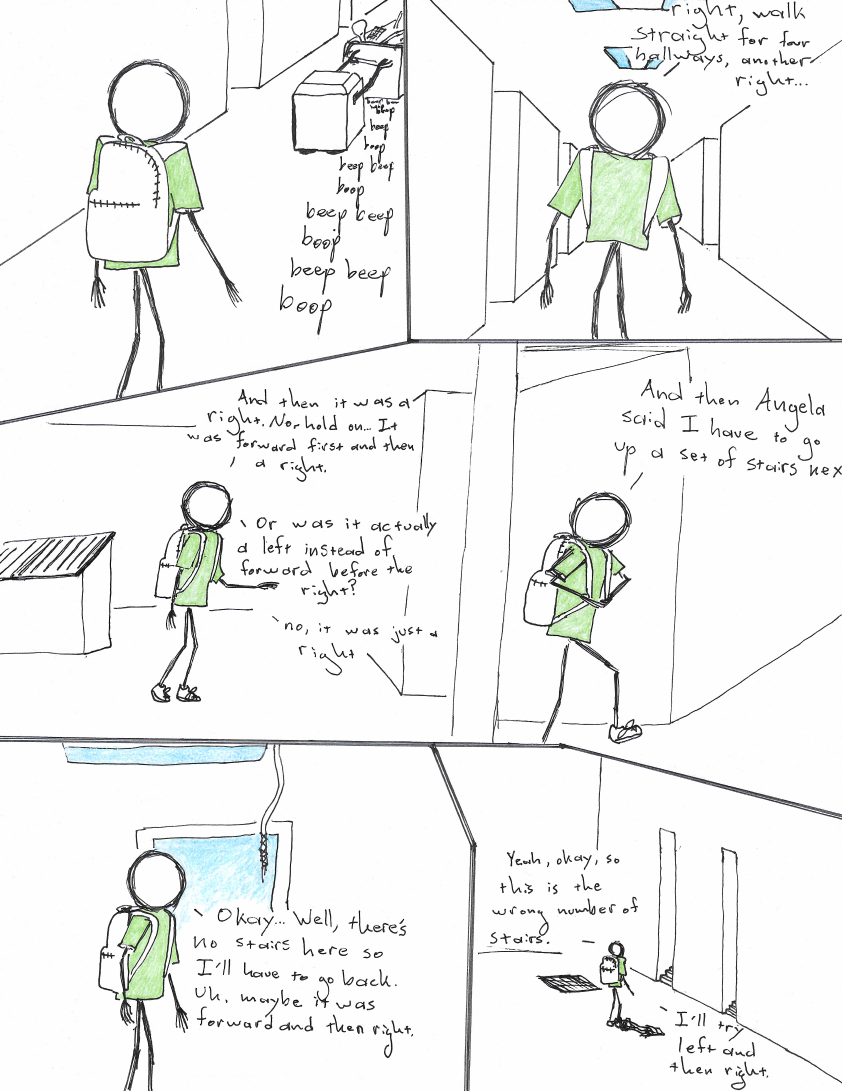 beep beep
boop
beep
boop
beep beep
boop
beep beep
boop
beep beep
boop
right, walk
straight for four
hallways, another
right...
And then it was a
right. No, hold on... It
was forward first and then
a right.
Or was it actually
a left instead of
forward before the
right?
no, it was just a
right
And then Angela
said I have to go
up a set of stairs nex
Okay... Well, there's
no stairs here so
I'll have to go back.
Uh, maybe it was
forward and then right.
Yeah, okay, so
this is the
wrong number of
stairs.
I'll try
left and
then right.